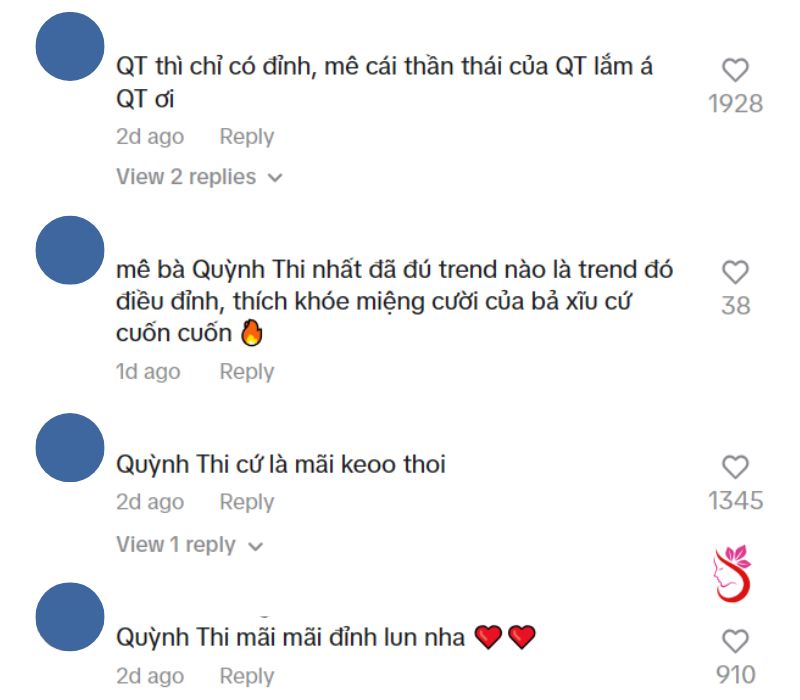 QT thì chỉ có đỉnh, mê cái thần thái của QT lắm á
QT ơi
1928
2d ago Reply
View 2 replies
mê bà Quỳnh Thi nhất đã đú trend nào là trend đó
điều đỉnh, thích khóe miệng cười của bả xĩu cứ
cuốn cuốn 🔥
38
1d ago Reply
Quỳnh Thi cứ là mãi keoo thoi
1345
2d ago Reply
View 1 reply
Quỳnh Thi mãi mãi đỉnh lun nha ❤️❤️
910
2d ago Reply